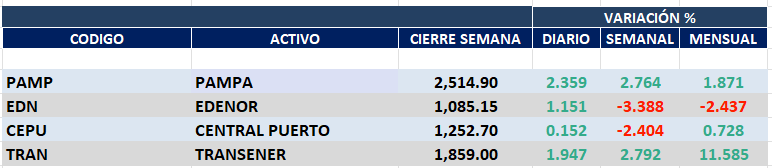 VARIACIÓN %
CODIGO ACTIVO CIERRE SEMANA DIARIO SEMANAL MENSUAL
PAMP PAMPA 2,514.90 2.359 2.764 1.871
EDN EDENOR 1,085.15 1.151 -3.388 -2.437
CEPU CENTRAL PUERTO 1,252.70 0.152 -2.404 0.728
TRAN TRANSENER 1,859.00 1.947 2.792 11.585